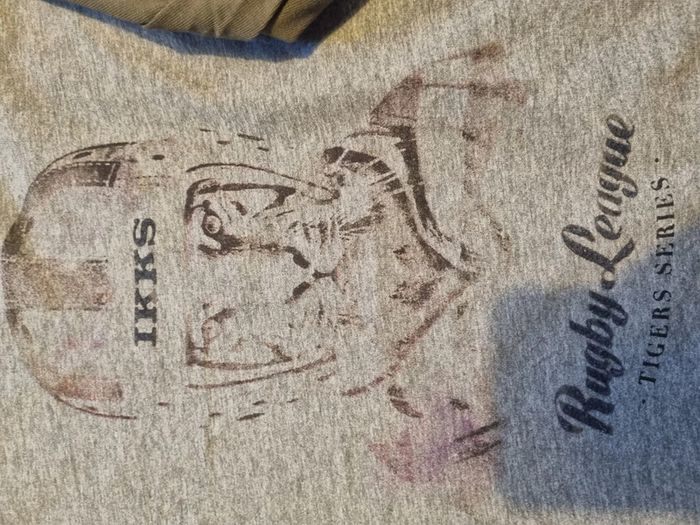 IKKS
Rugby League
· TIGERS SERIES ·